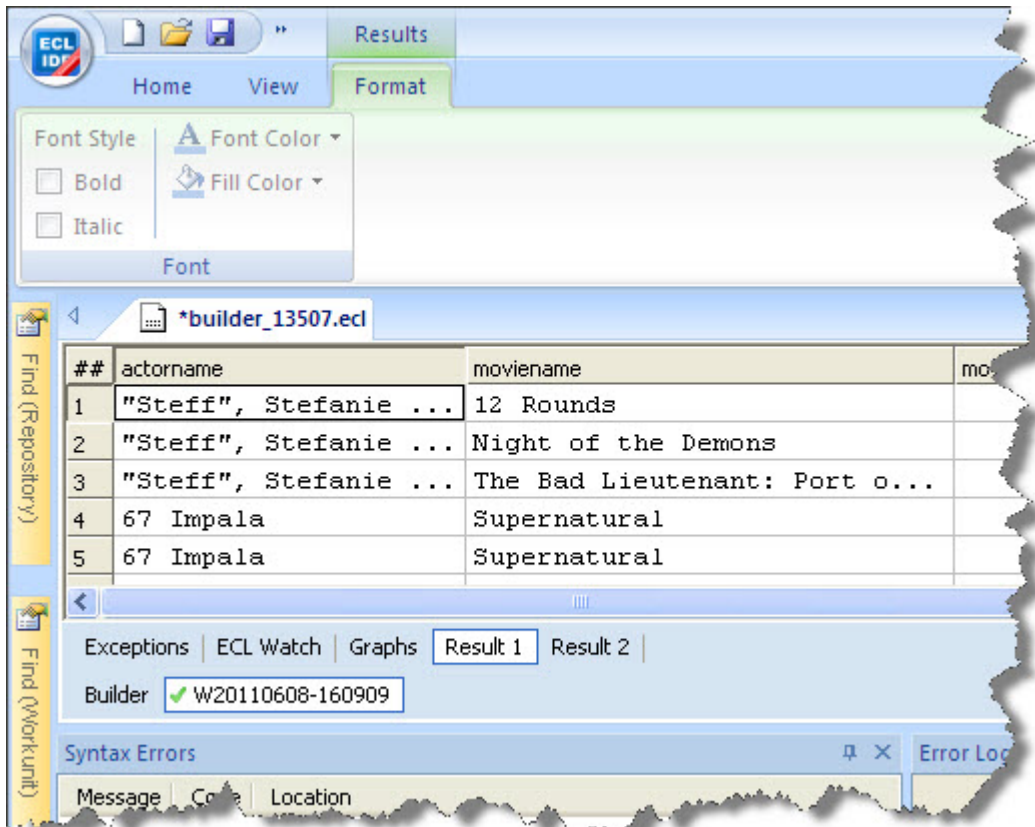 ECL
IDE
Results
Home View Format
Font Style Font Color
Bold Fill Color
Italic
Font
*builder_13507.ecl
Find (Repository)
## actorname moviename
1 "Steff", Stefanie ... 12 Rounds
2 "Steff", Stefanie ... Night of the Demons
3 "Steff", Stefanie ... The Bad Lieutenant: Port o...
4 67 Impala Supernatural
5 67 Impala Supernatural
Find (Workunit)
Exceptions ECL Watch Graphs Result 1 Result 2
Builder W20110608-160909
Syntax Errors Error Log
Message Code Location